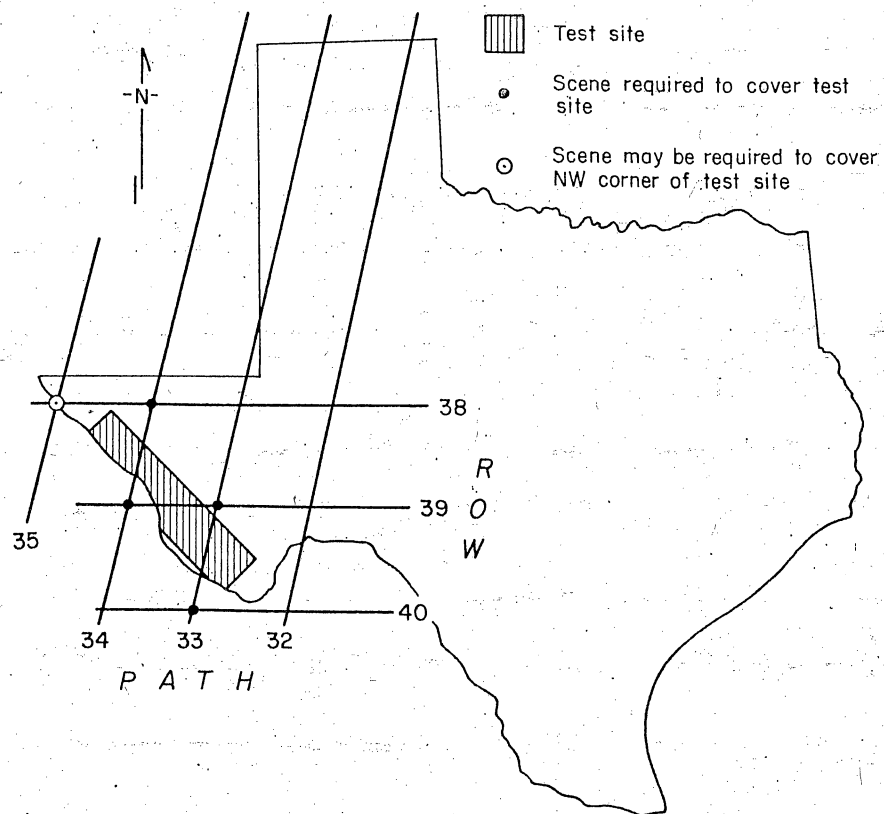 Test site
-N-
Scene required to cover test
site
Scene may be required to cover
NW corner of test site
38
R
39 O
W
35
40
34 33 32
P A T H